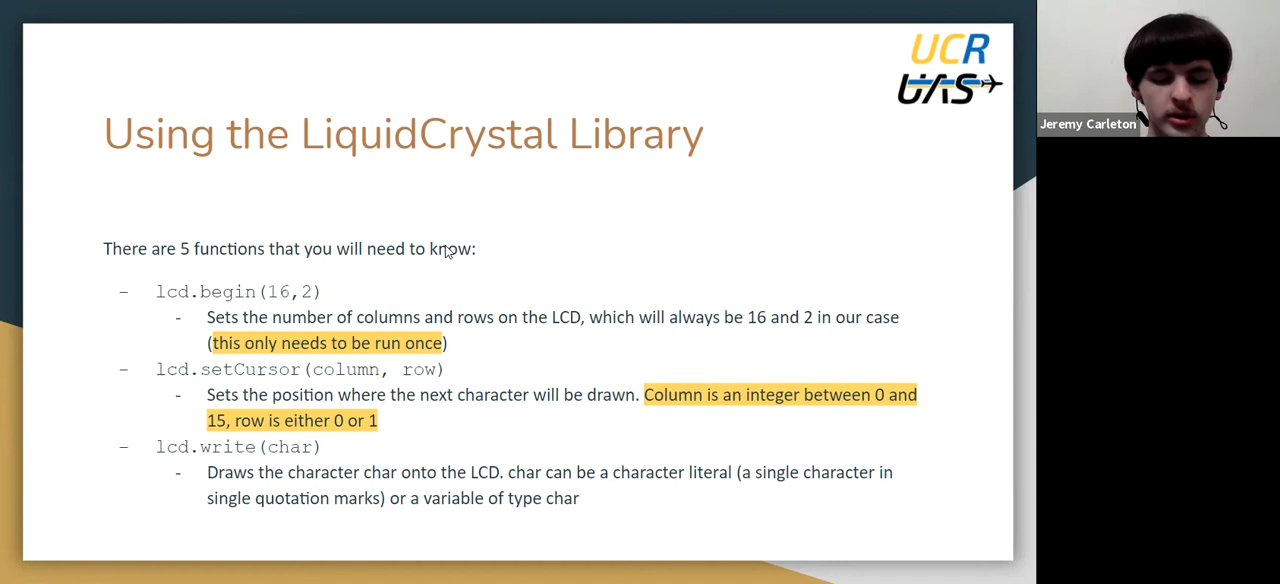 UCR
UAS
Jeremy Carleton
Using the LiquidCrystal Library
There are 5 functions that you will need to know:
- lcd.begin(16,2)
- Sets the number of columns and rows on the LCD, which will always be 16 and 2 in our case
(this only needs to be run once)
- lcd.setCursor(column, row)
- Sets the position where the next character will be drawn. Column is an integer between 0 and
15, row is either 0 or 1
- lcd.write(char)
- Draws the character char onto the LCD. char can be a character literal (a single character in
single quotation marks) or a variable of type char